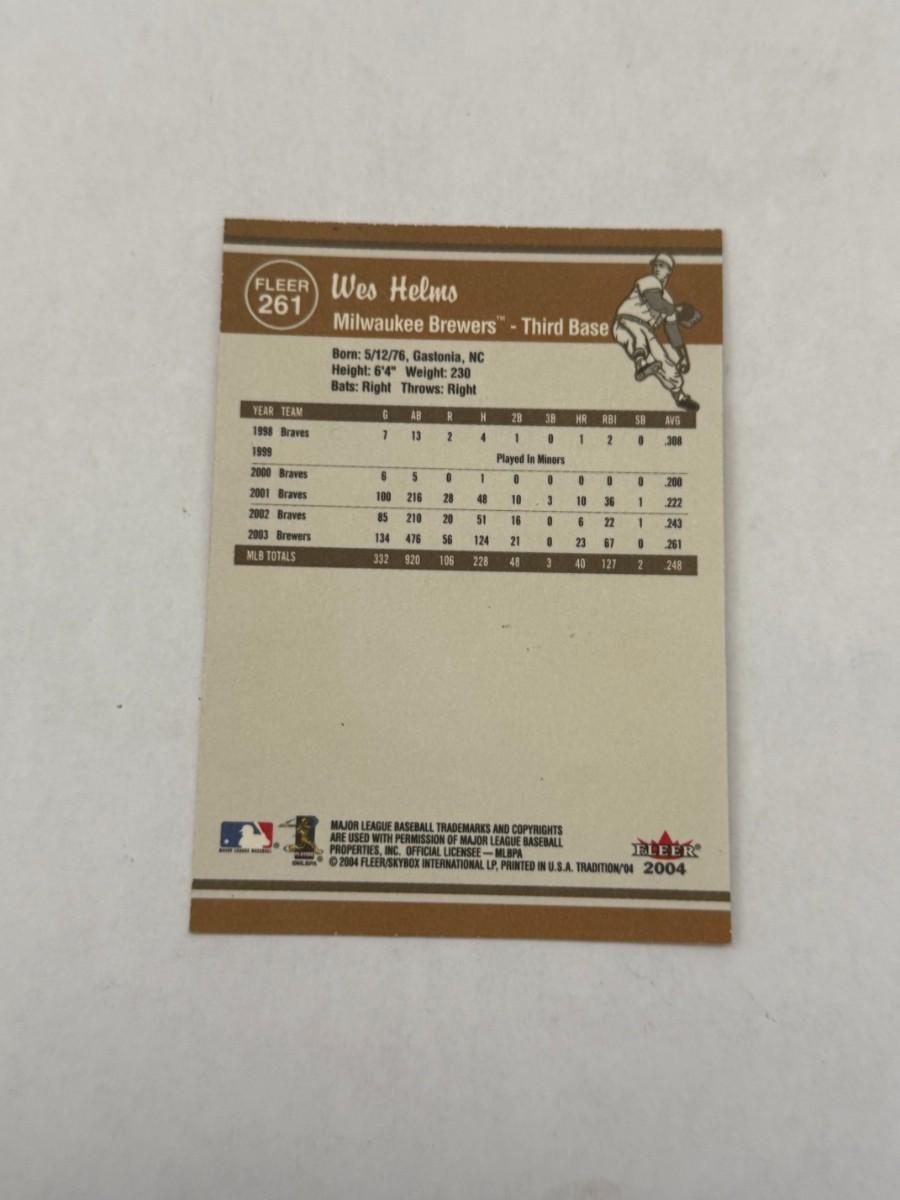 FLEER
261
Wes Helms
Milwaukee Brewers™ - Third Base
Born: 5/12/76, Gastonia, NC
Height: 6'4" Weight: 230
Bats: Right Throws: Right
YEAR TEAM G AB R H 2B 3B HR RBI SB AVG
1998 Braves 7 13 2 4 1 0 1 2 0 .308
1999 Played In Minors
2000 Braves 6 5 0 1 0 0 0 0 0 .200
2001 Braves 100 216 28 48 10 3 10 36 1 .222
2002 Braves 85 210 20 51 16 0 6 22 1 .243
2003 Brewers 134 476 56 124 21 0 23 67 0 .261
MLB TOTALS 332 920 106 228 48 3 40 127 2 .248
MAJOR LEAGUE BASEBALL TRADEMARKS AND COPYRIGHTS
ARE USED WITH PERMISSION OF MAJOR LEAGUE BASEBALL
PROPERTIES, INC. OFFICIAL LICENSEE — MLBPA
© 2004 FLEER/SKYBOX INTERNATIONAL LP, PRINTED IN U.S.A. TRADITION/'04
MAJOR LEAGUE BASEBALL®
©MLBPA
FLEER®
2004